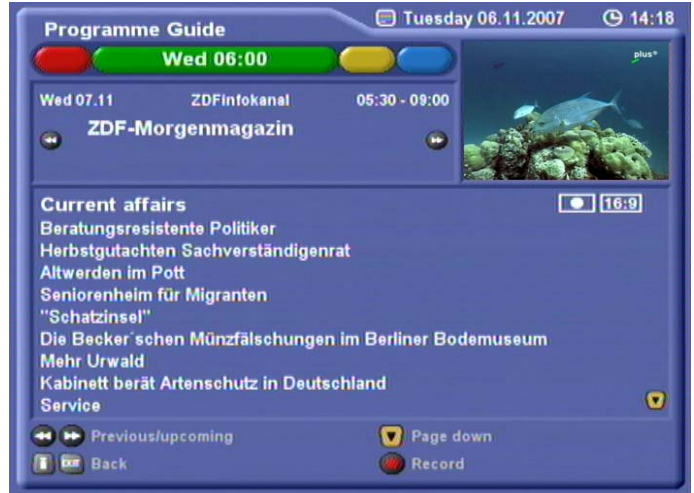 Programme Guide
Tuesday 06.11.2007
14:18
Wed 06:00
plus*
Wed 07.11 ZDFinfokanal 05:30 - 09:00
ZDF-Morgenmagazin
Current affairs
16:9
Beratungsresistente Politiker
Herbstgutachten Sachverständigenrat
Altwerden im Pott
Seniorenheim für Migranten
"Schatzinsel"
Die Becker´schen Münzfälschungen im Berliner Bodemuseum
Mehr Urwald
Kabinett berät Artenschutz in Deutschland
Service
Previous/upcoming
Page down
EXIT Back
Record